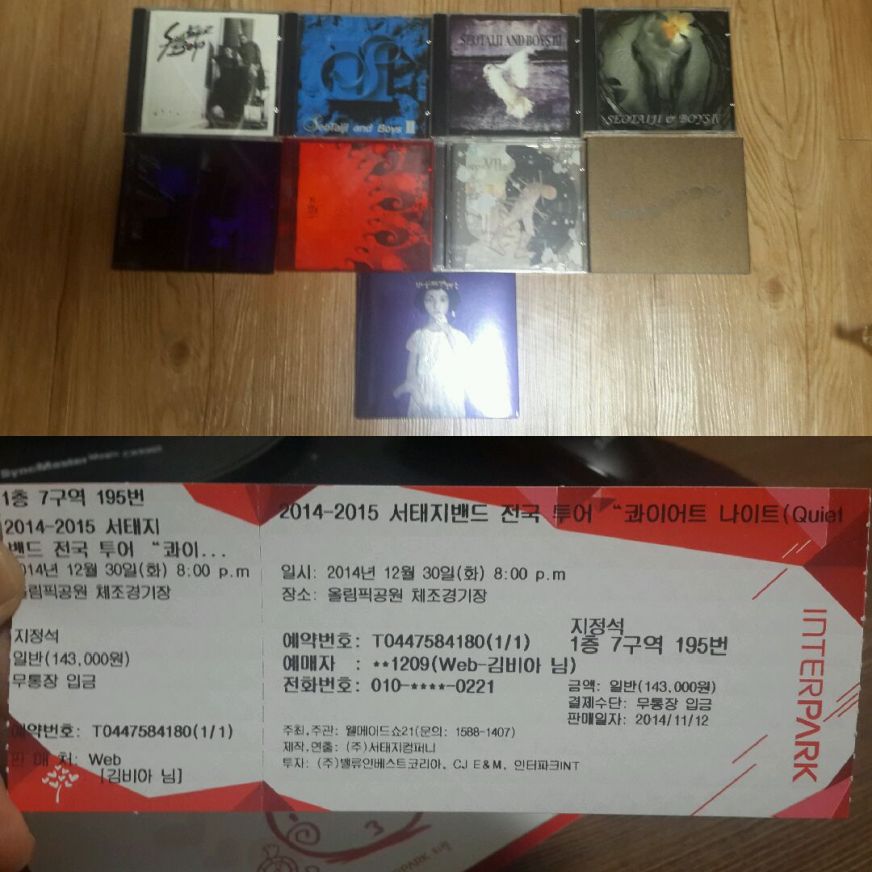 Seotaiji and Boys II
SEOTAIJI AND BOYS III
SEOTAIJI & BOYS IV
SyncMaster Magic
1층 7구역 195번
2014-2015 서태지
밴드 전국 투어 “콰이...
2014년 12월 30일(화) 8:00 p.m
올림픽공원 체조경기장
지정석
일반(143,000원)
무통장 입금
예약번호: T0447584180(1/1)
판 매 처: Web
[김비아 님]
2014-2015 서태지밴드 전국 투어 “콰이어트 나이트(Quiet
일시: 2014년 12월 30일(화) 8:00 p.m
장소: 올림픽공원 체조경기장
예약번호: T0447584180(1/1)
예매자 : **1209(Web-김비아 님)
전화번호: 010-****-0221
지정석
1층 7구역 195번
금액: 일반(143,000원)
결제수단: 무통장 입금
판매일자: 2014/11/12
주최,주관: 웰메이드쇼21(문의: 1588-1407)
제작,연출: (주)서태지컴퍼니
투자: (주)밸류인베스트코리아, CJ E&M, 인터파크INT
INTERPARK